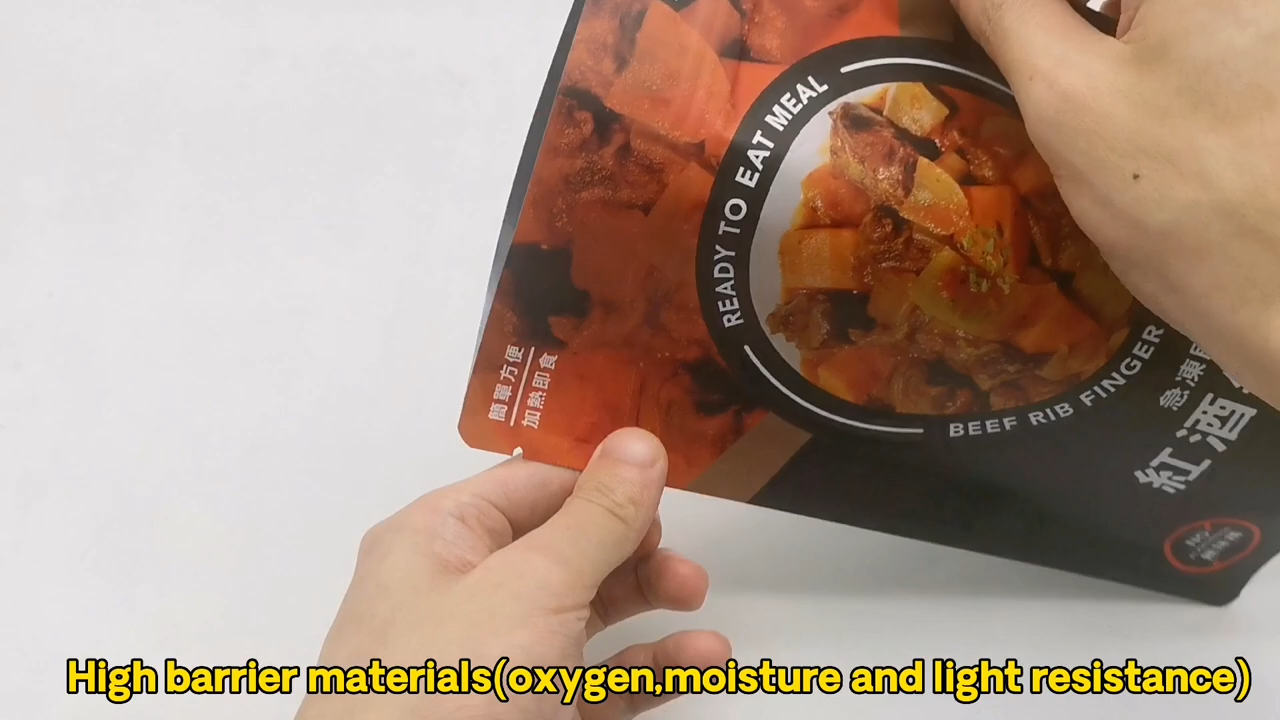 READY TO EAT MEAL
BEEF RIB FINGER
簡單方便
加熱即食
急凍
紅酒
High barrier materials(oxygen,moisture and light resistance)